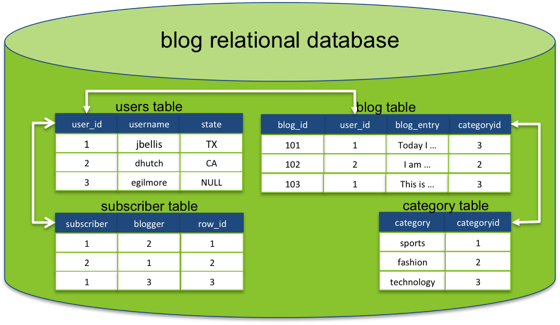 blog relational database
users table
user_id username state
1 jbellis TX
2 dhutch CA
3 egilmore NULL
blog table
blog_id user_id blog_entry categoryid
101 1 Today I ... 3
102 2 I am ... 2
103 1 This is ... 3
subscriber table
subscriber blogger row_id
1 2 1
2 1 2
1 3 3
category table
category categoryid
sports 1
fashion 2
technology 3